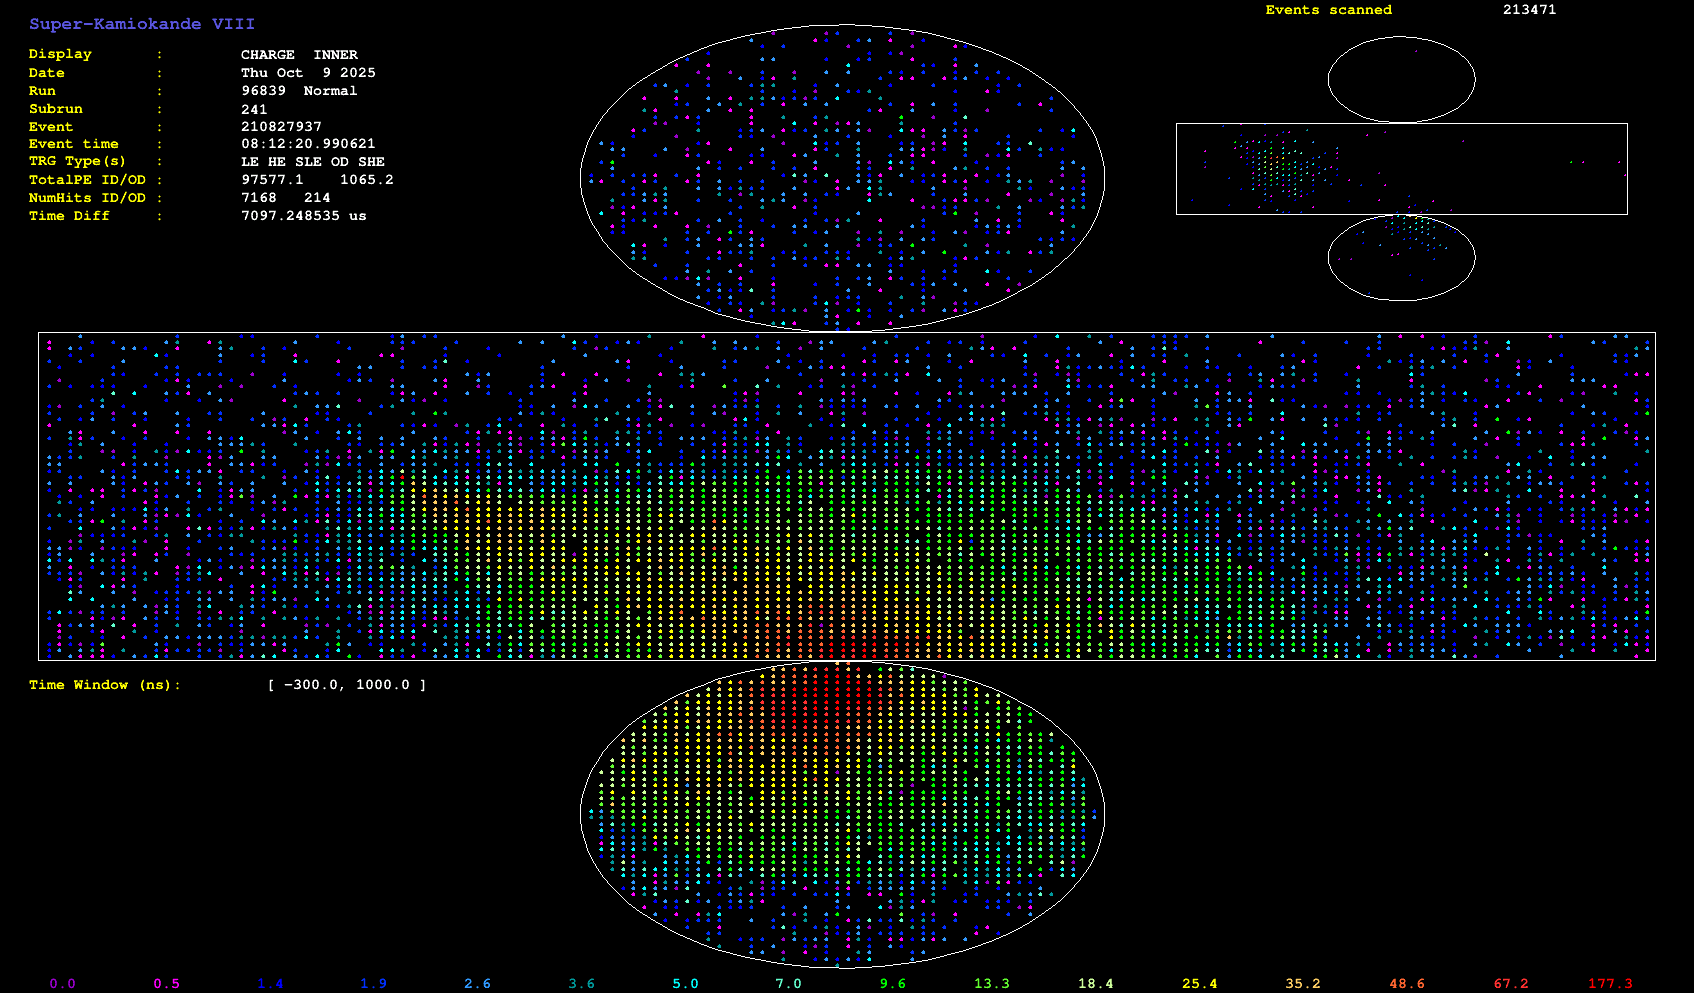 Super-Kamiokande VIII
Events scanned 213471
Display : CHARGE INNER
Date : Thu Oct 9 2025
Run : 96839 Normal
Subrun : 241
Event : 210827937
Event time : 08:12:20.990621
TRG Type(s) : LE HE SLE OD SHE
TotalPE ID/OD : 97577.1 1065.2
NumHits ID/OD : 7168 214
Time Diff : 7097.248535 us
Time Window (ns): [ -300.0, 1000.0 ]
0.0 0.5 1.4 1.9 2.6 3.6 5.0 7.0 9.6 13.3 18.4 25.4 35.2 48.6 67.2 177.3